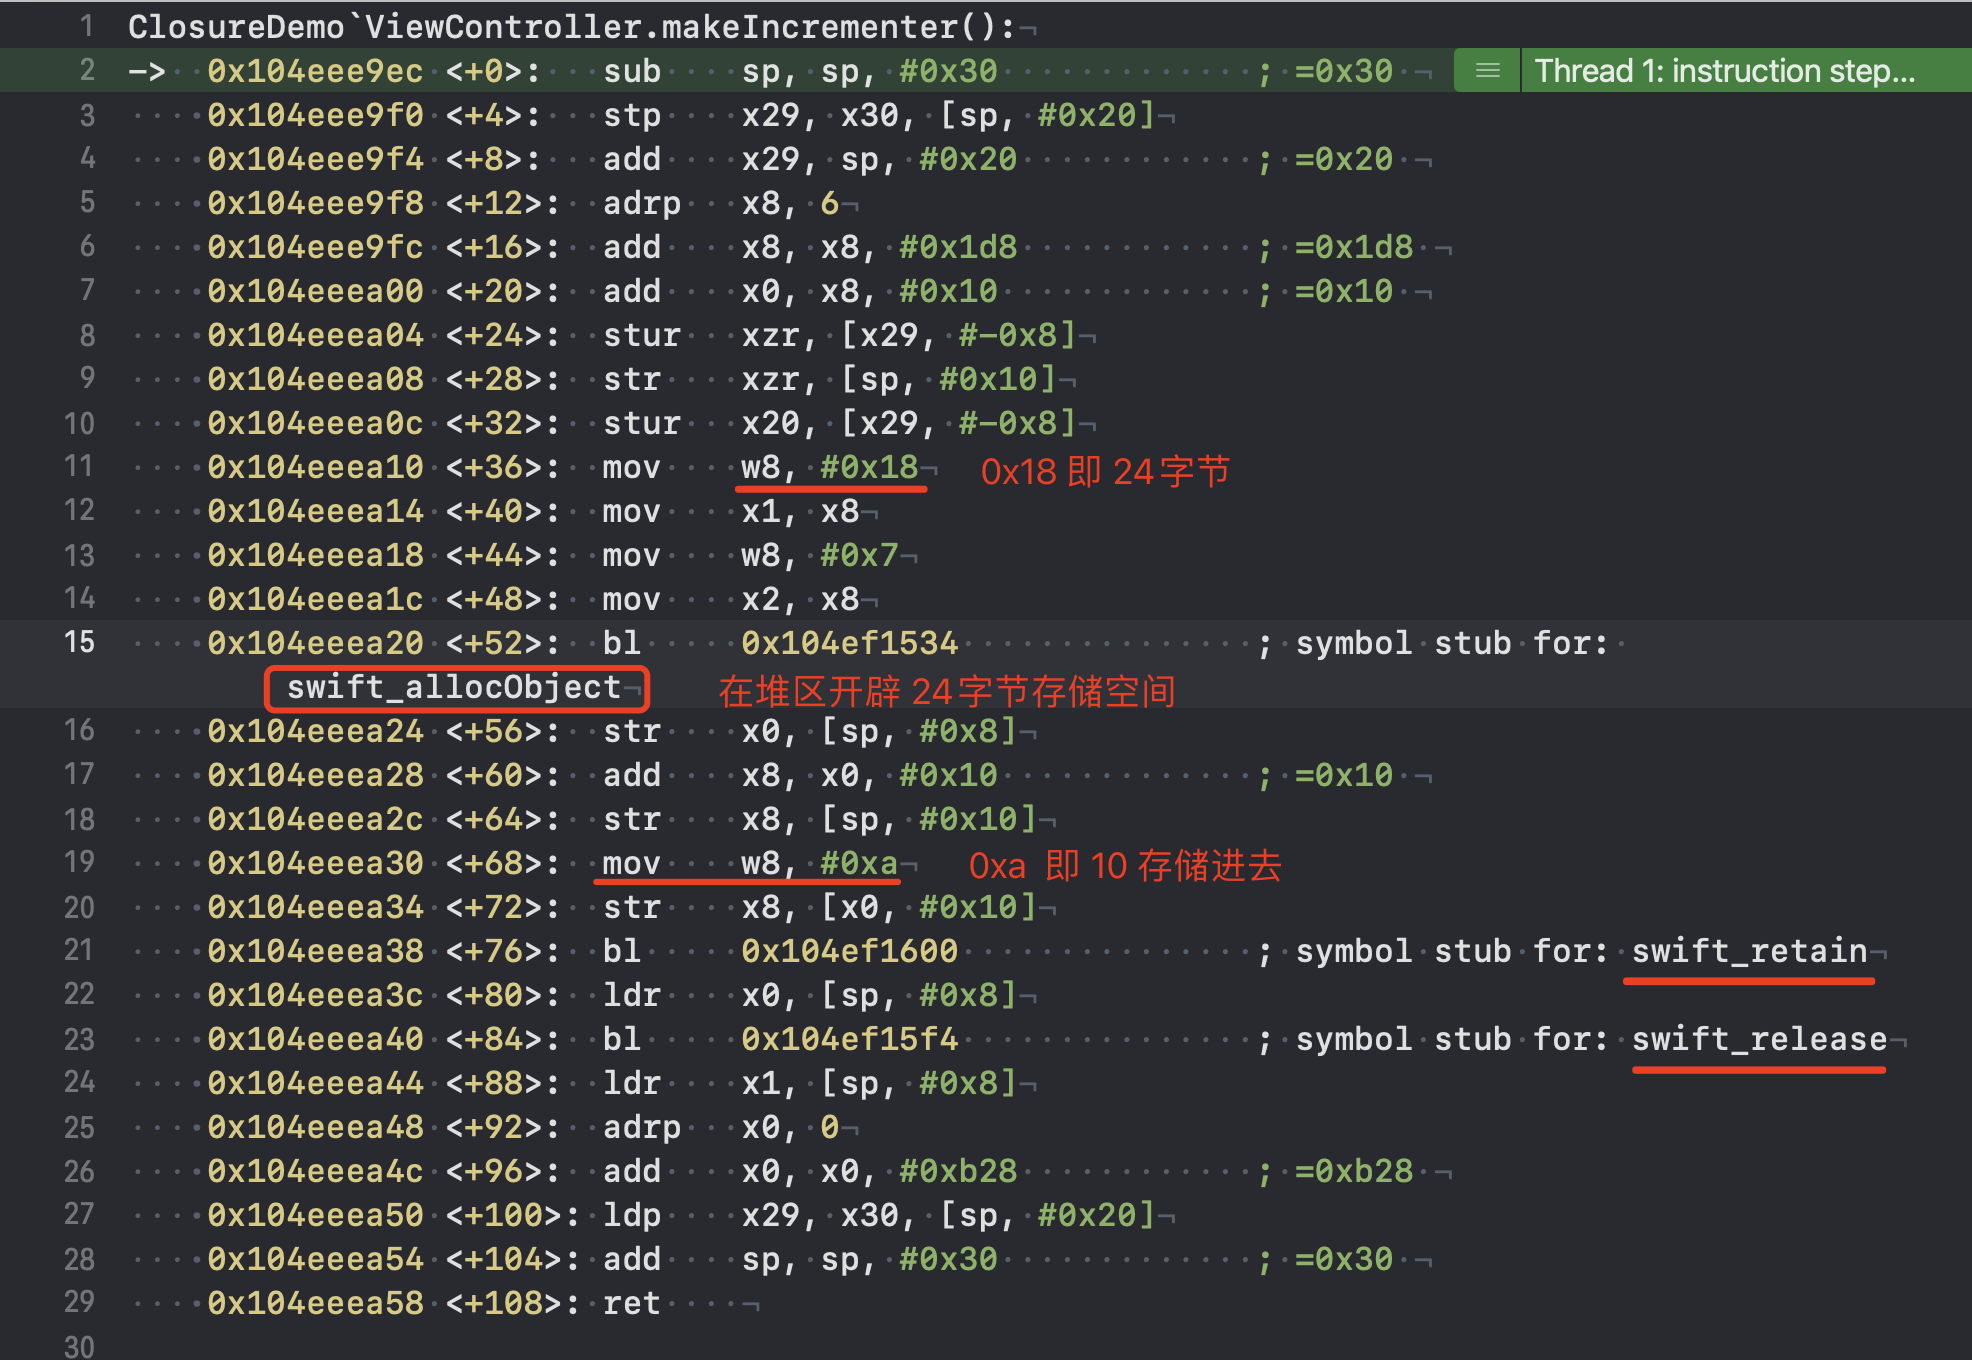 1 ClosureDemo`ViewController.makeIncrementer():
2 -> 0x104eee9ec <+0>: sub sp, sp, #0x30 ; =0x30 Thread 1: instruction step...
3 0x104eee9f0 <+4>: stp x29, x30, [sp, #0x20]
4 0x104eee9f4 <+8>: add x29, sp, #0x20 ; =0x20
5 0x104eee9f8 <+12>: adrp x8, 6
6 0x104eee9fc <+16>: add x8, x8, #0x1d8 ; =0x1d8
7 0x104eeea00 <+20>: add x0, x8, #0x10 ; =0x10
8 0x104eeea04 <+24>: stur xzr, [x29, #-0x8]
9 0x104eeea08 <+28>: str xzr, [sp, #0x10]
10 0x104eeea0c <+32>: stur x20, [x29, #-0x8]
11 0x104eeea10 <+36>: mov w8, #0x18 0x18 即 24字节
12 0x104eeea14 <+40>: mov x1, x8
13 0x104eeea18 <+44>: mov w8, #0x7
14 0x104eeea1c <+48>: mov x2, x8
15 0x104eeea20 <+52>: bl 0x104ef1534 ; symbol stub for:
swift_allocObject 在堆区开辟 24字节存储空间
16 0x104eeea24 <+56>: str x0, [sp, #0x8]
17 0x104eeea28 <+60>: add x8, x0, #0x10 ; =0x10
18 0x104eeea2c <+64>: str x8, [sp, #0x10]
19 0x104eeea30 <+68>: mov w8, #0xa 0xa 即 10 存储进去
20 0x104eeea34 <+72>: str x8, [x0, #0x10]
21 0x104eeea38 <+76>: bl 0x104ef1600 ; symbol stub for: swift_retain
22 0x104eeea3c <+80>: ldr x0, [sp, #0x8]
23 0x104eeea40 <+84>: bl 0x104ef15f4 ; symbol stub for: swift_release
24 0x104eeea44 <+88>: ldr x1, [sp, #0x8]
25 0x104eeea48 <+92>: adrp x0, 0
26 0x104eeea4c <+96>: add x0, x0, #0xb28 ; =0xb28
27 0x104eeea50 <+100>: ldp x29, x30, [sp, #0x20]
28 0x104eeea54 <+104>: add sp, sp, #0x30 ; =0x30
29 0x104eeea58 <+108>: ret
30